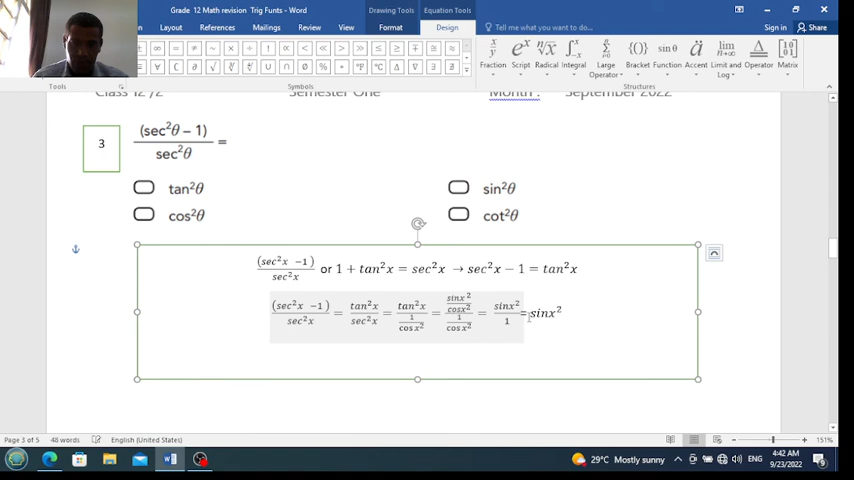 Grade 12 Math revision Trig Funts - Word
Drawing Tools
Equation Tools
Layout
References
Mailings
Review
View
Format
Design
Tell me what you want to do...
Sign in
Share
Fraction
Script
Radical
Integral
Large Operator
Bracket
Function
Accent
Limit and Log
Operator
Matrix
Tools
Symbols
Structures
Class 12 /2 Semester One Month : September 2022
3
(sec²θ – 1)
sec²θ
=
tan²θ
sin²θ
cos²θ
cot²θ
(sec²x −1)/sec²x or 1 + tan²x = sec²x → sec²x − 1 = tan²x
(sec²x −1)/sec²x = tan²x/sec²x = tan²x/(1/cos x²) = (sinx²/cosx²)/(1/cos x²) = sinx²/1 = sinx²
Page 3 of 5
48 words
English (United States)
151%
29°C Mostly sunny
ENG
4:42 AM
9/23/2022